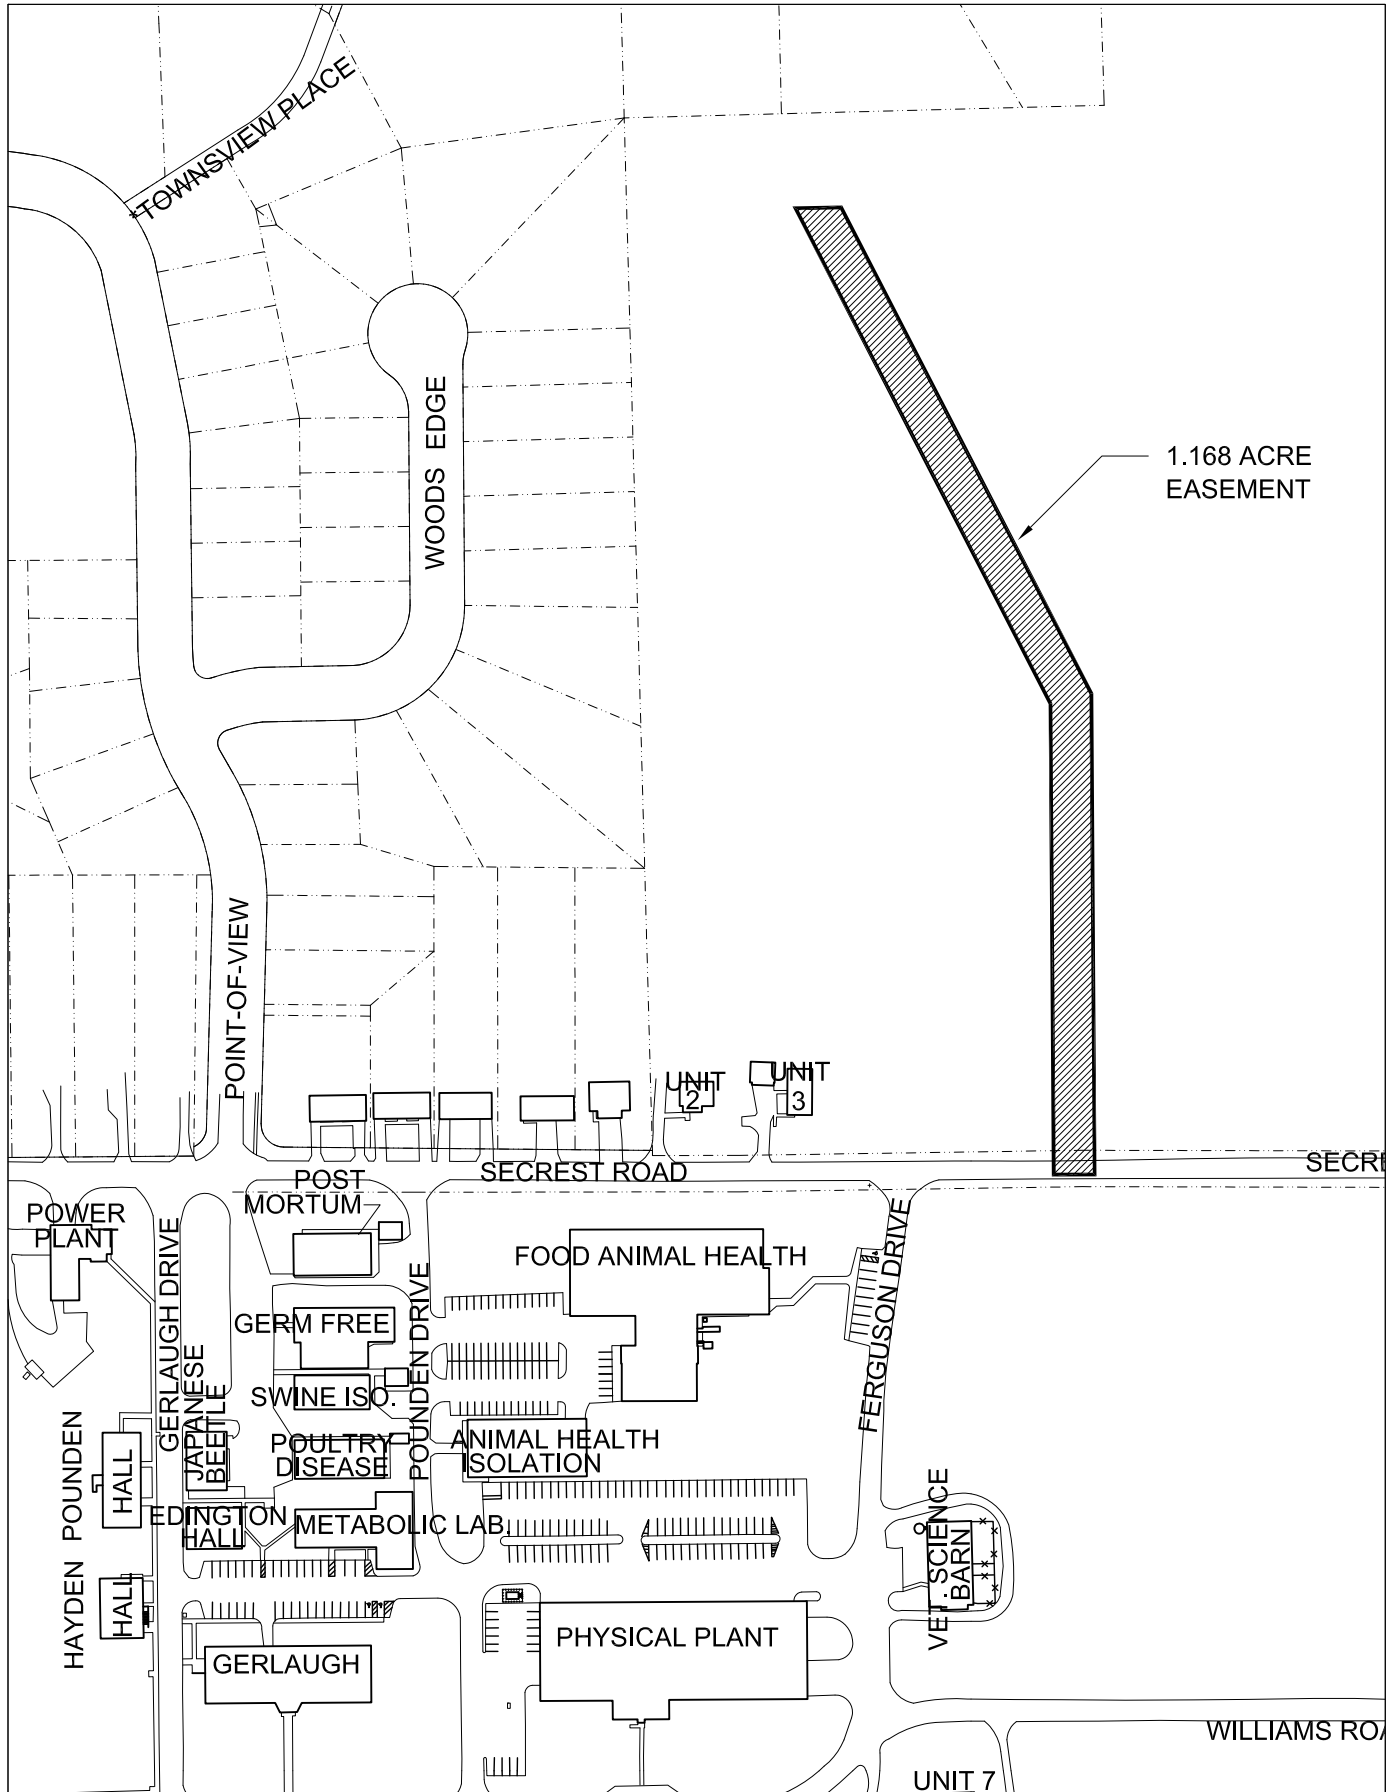 TOWNSVIEW PLACE
WOODS EDGE
1.168 ACRE
EASEMENT
POINT-OF-VIEW
UNIT
2
UNIT
3
SECREST ROAD
SECRE
POST
MORTUM
POWER
PLANT
GERLAUGH DRIVE
FOOD ANIMAL HEALTH
FERGUSON DRIVE
GERM FREE
POUNDEN DRIVE
JAPANESE
BEETLE
SWINE ISO.
POULTRY
DISEASE
ANIMAL HEALTH
ISOLATION
HAYDEN POUNDEN
HALL
HALL
EDINGTON
HALL
METABOLIC LAB.
VET. SCIENCE
BARN
PHYSICAL PLANT
GERLAUGH
WILLIAMS ROA
UNIT 7